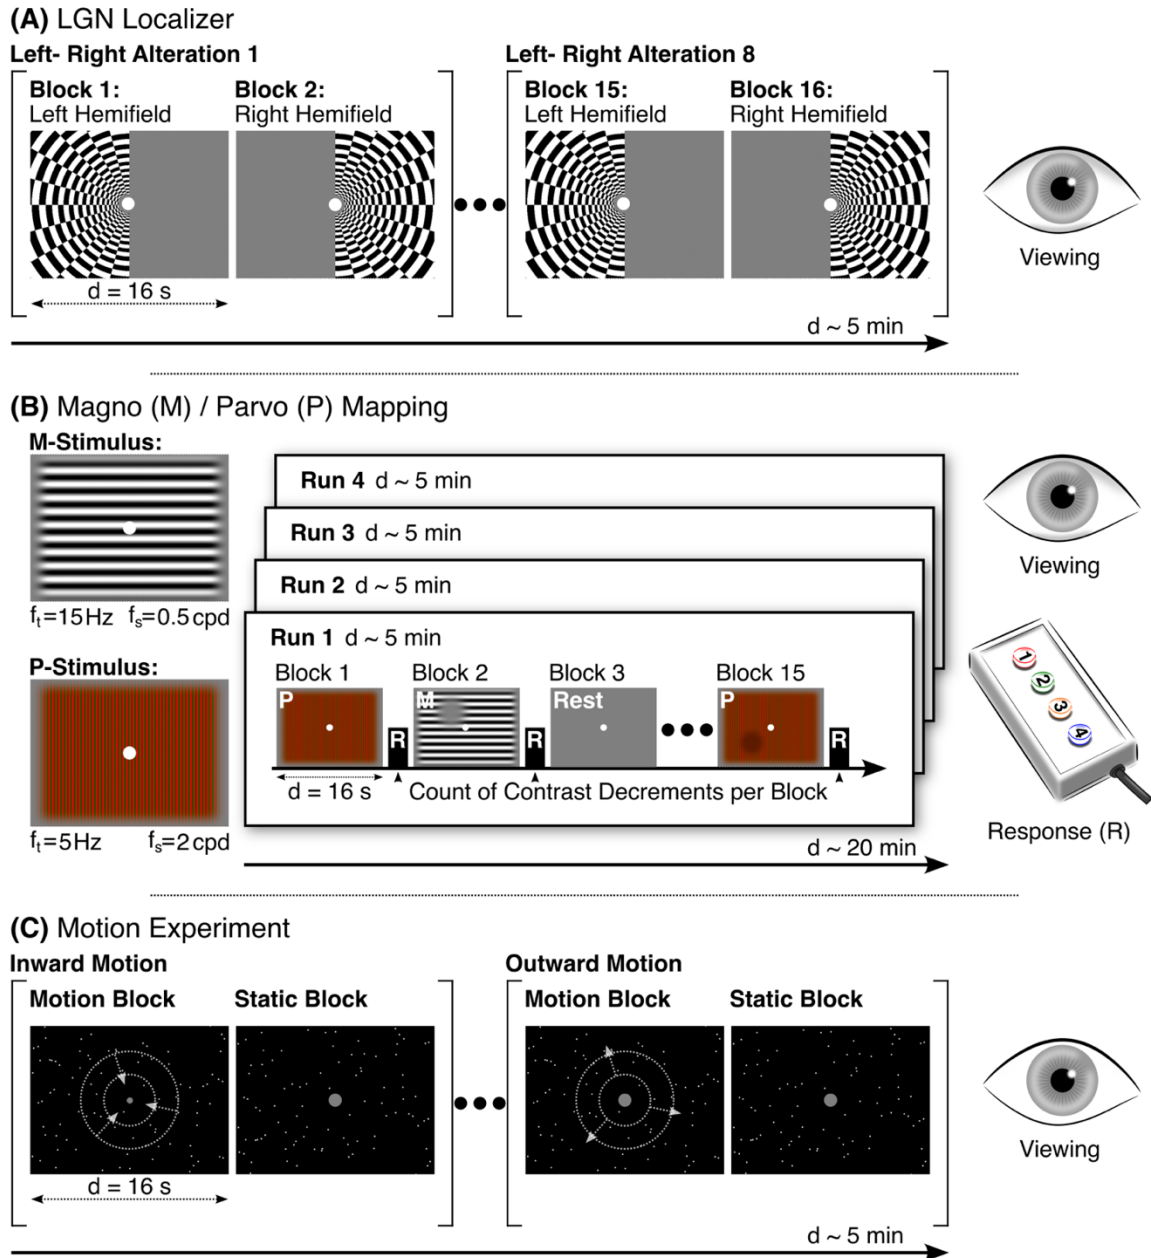 (A) LGN Localizer
Left- Right Alteration 1
Left- Right Alteration 8
Block 1:
Left Hemifield
Block 2:
Right Hemifield
Block 15:
Left Hemifield
Block 16:
Right Hemifield
Viewing
d = 16 s
d ~ 5 min
(B) Magno (M) / Parvo (P) Mapping
M-Stimulus:
ft=15Hz fs=0.5cpd
P-Stimulus:
ft=5Hz fs=2cpd
Run 4 d ~ 5 min
Run 3 d ~ 5 min
Run 2 d ~ 5 min
Run 1 d ~ 5 min
Block 1
Block 2
Block 3
Block 15
P
M
Rest
P
R
R
R
d = 16 s
Count of Contrast Decrements per Block
d ~ 20 min
Viewing
1
2
3
4
Response (R)
(C) Motion Experiment
Inward Motion
Outward Motion
Motion Block
Static Block
Motion Block
Static Block
Viewing
d = 16 s
d ~ 5 min